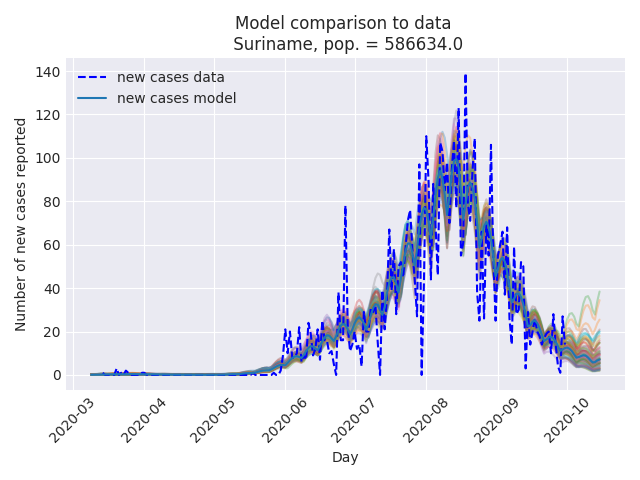 Model comparison to data
Suriname, pop. = 586634.0
new cases data
new cases model
Number of new cases reported
140
120
100
80
60
40
20
0
2020-03
2020-04
2020-05
2020-06
2020-07
2020-08
2020-09
2020-10
Day